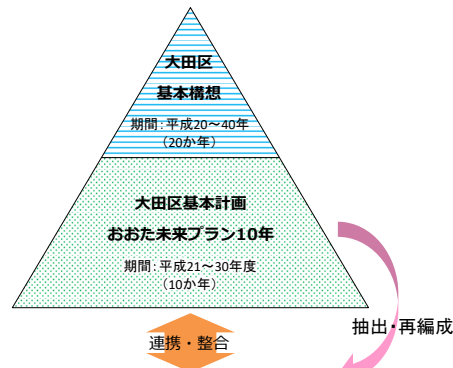 大田区
基本構想
期間：平成20～40年
（20か年）
大田区基本計画
おおた未来プラン10年
期間：平成21～30年度
（10か年）
抽出・再編成
連携・整合